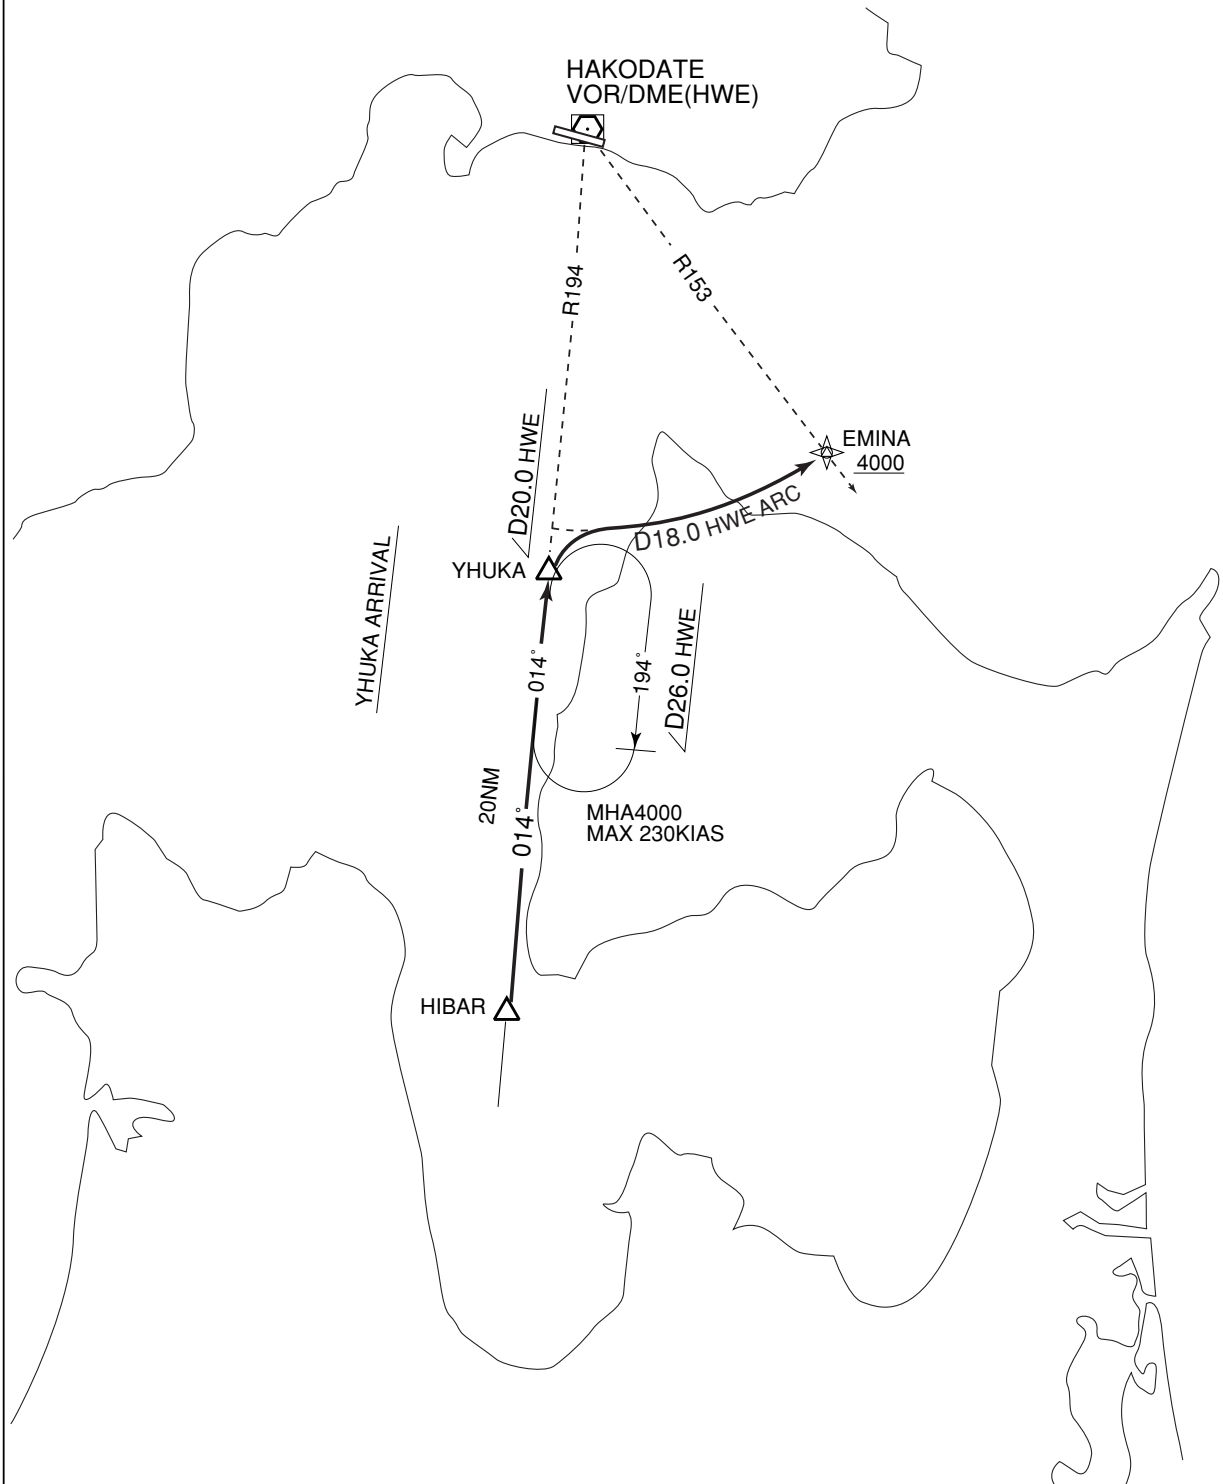 HAKODATE
VOR/DME(HWE)
R194
R153
D20.0 HWE
EMINA
4000
D18.0 HWE ARC
YHUKA
YHUKA ARRIVAL
014°
194°
D26.0 HWE
20NM
014°
MHA4000
MAX 230KIAS
HIBAR